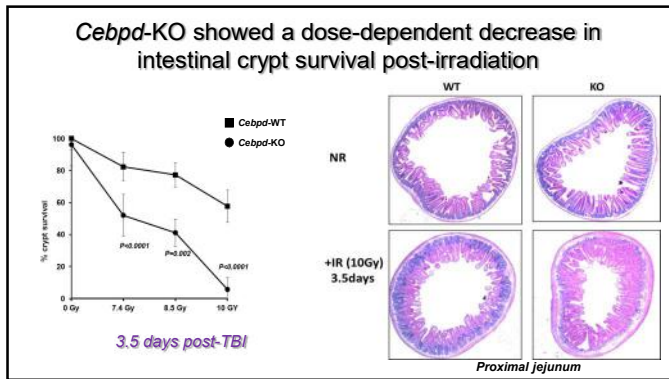 Cebpd-KO showed a dose-dependent decrease in
intestinal crypt survival post-irradiation
WT
KO
Cebpd-WT
Cebpd-KO
NR
% crypt survival
100
80
60
40
20
0
P<0.0001
P=0.002
P<0.0001
0 Gy
7.4 Gy
8.5 Gy
10 GY
3.5 days post-TBI
+IR (10Gy)
3.5days
Proximal jejunum